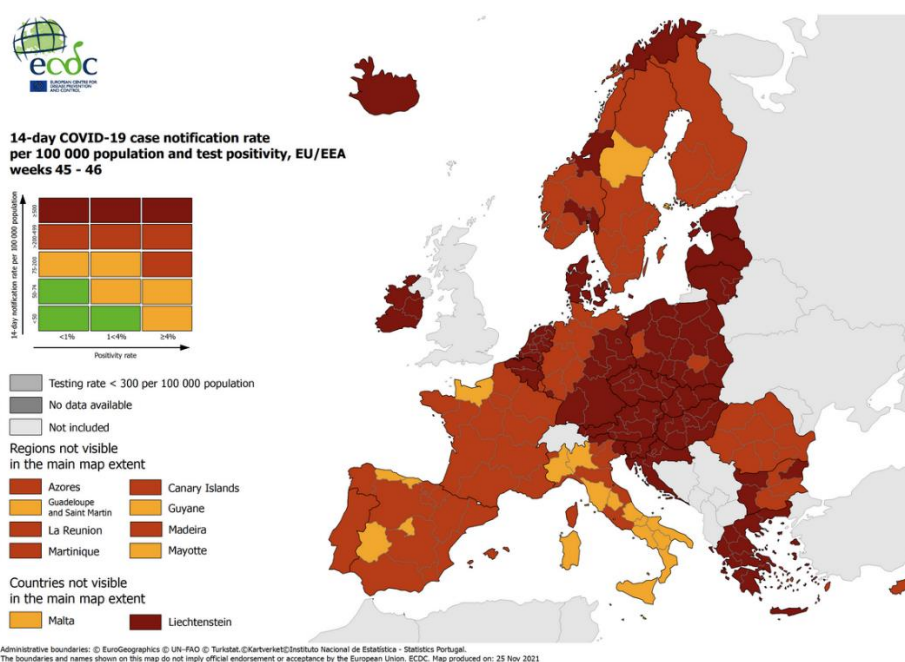 ecdc
EUROPEAN CENTRE FOR
DISEASE PREVENTION
AND CONTROL
14-day COVID-19 case notification rate
per 100 000 population and test positivity, EU/EEA
weeks 45 - 46
14-day notification rate per 100 000 population
≥500
>200-499
75-200
50-74
<50
<1%
1<4%
≥4%
Positivity rate
Testing rate < 300 per 100 000 population
No data available
Not included
Regions not visible
in the main map extent
Azores
Canary Islands
Guadeloupe
and Saint Martin
Guyane
La Reunion
Madeira
Martinique
Mayotte
Countries not visible
in the main map extent
Malta
Liechtenstein
Administrative boundaries: © EuroGeographics © UN-FAO © Turkstat.©Kartverket©Instituto Nacional de Estatística - Statistics Portugal.
The boundaries and names shown on this map do not imply official endorsement or acceptance by the European Union. ECDC. Map produced on: 25 Nov 2021